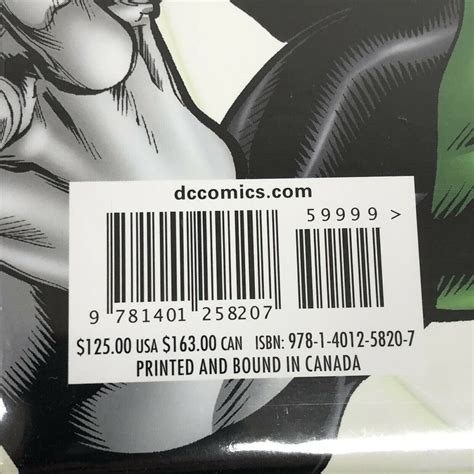 dccomics.com
59999 >
9 781401 258207
$125.00 USA $163.00 CAN ISBN: 978-1-4012-5820-7
PRINTED AND BOUND IN CANADA